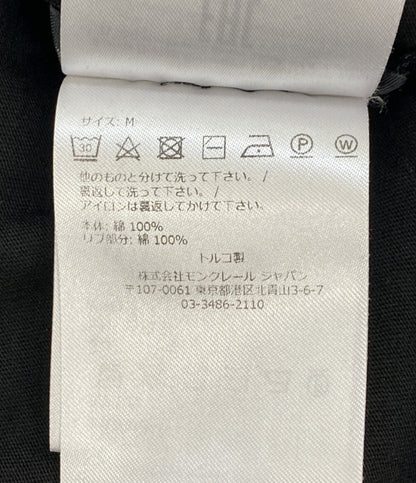 サイズ: M
30 P W
他のものと分けて洗って下さい。/
裏返して洗って下さい。/
アイロンは裏返してかけて下さい。
本体: 綿 100%
リブ部分: 綿 100%
トルコ製
株式会社モンクレール ジャパン
〒107-0061 東京都港区北青山3-6-7
03-3486-2110